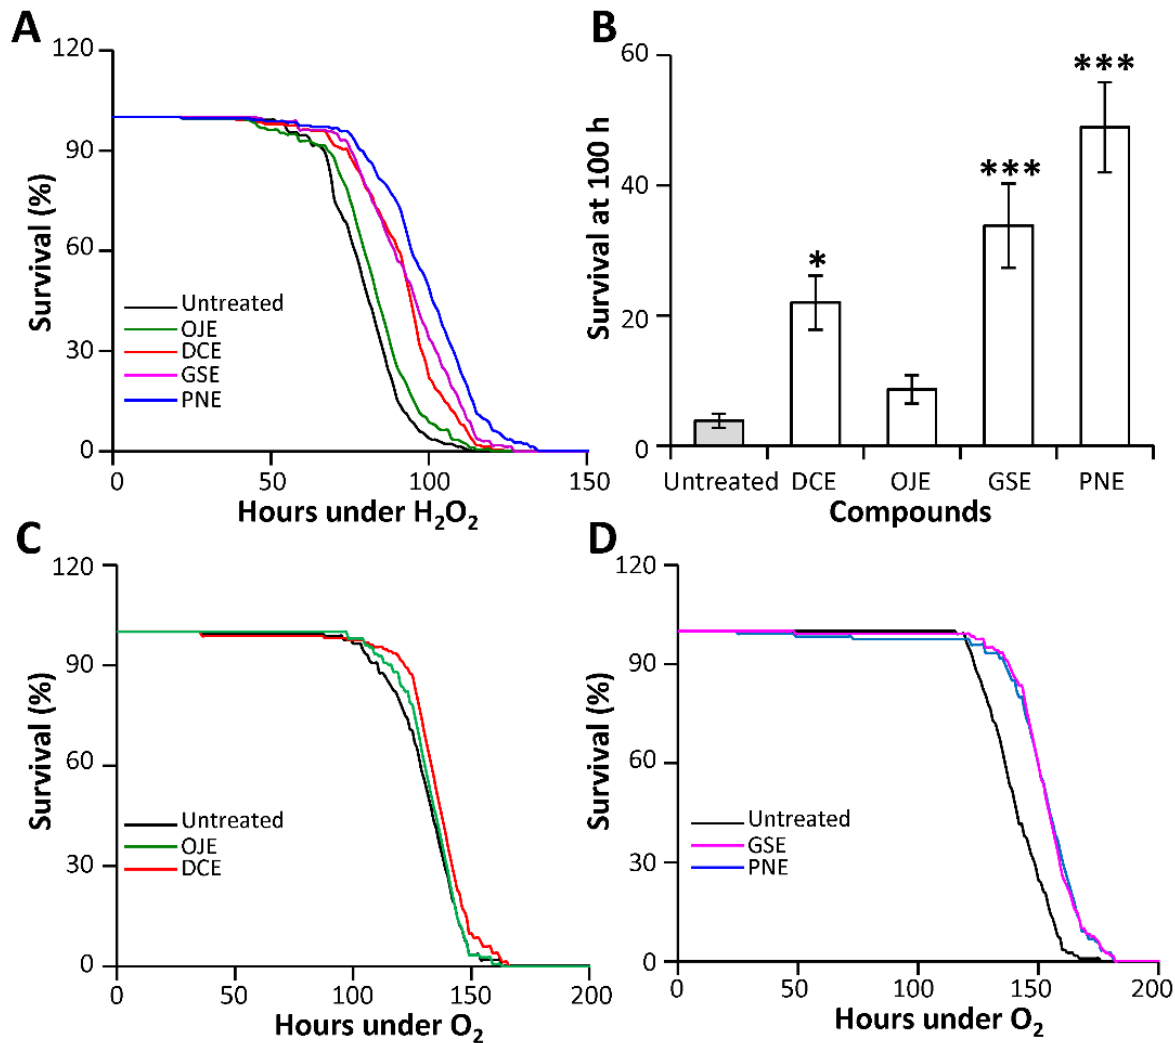 A
120
90
60
30
0
Survival (%)
Untreated
OJE
DCE
GSE
PNE
0 50 100 150
Hours under H₂O₂
B
60
40
20
0
Survival at 100 h
*
***
***
Untreated DCE OJE GSE PNE
Compounds
C
120
90
60
30
0
Survival (%)
Untreated
OJE
DCE
0 50 100 150 200
Hours under O₂
D
120
90
60
30
0
Survival (%)
Untreated
GSE
PNE
0 50 100 150 200
Hours under O₂